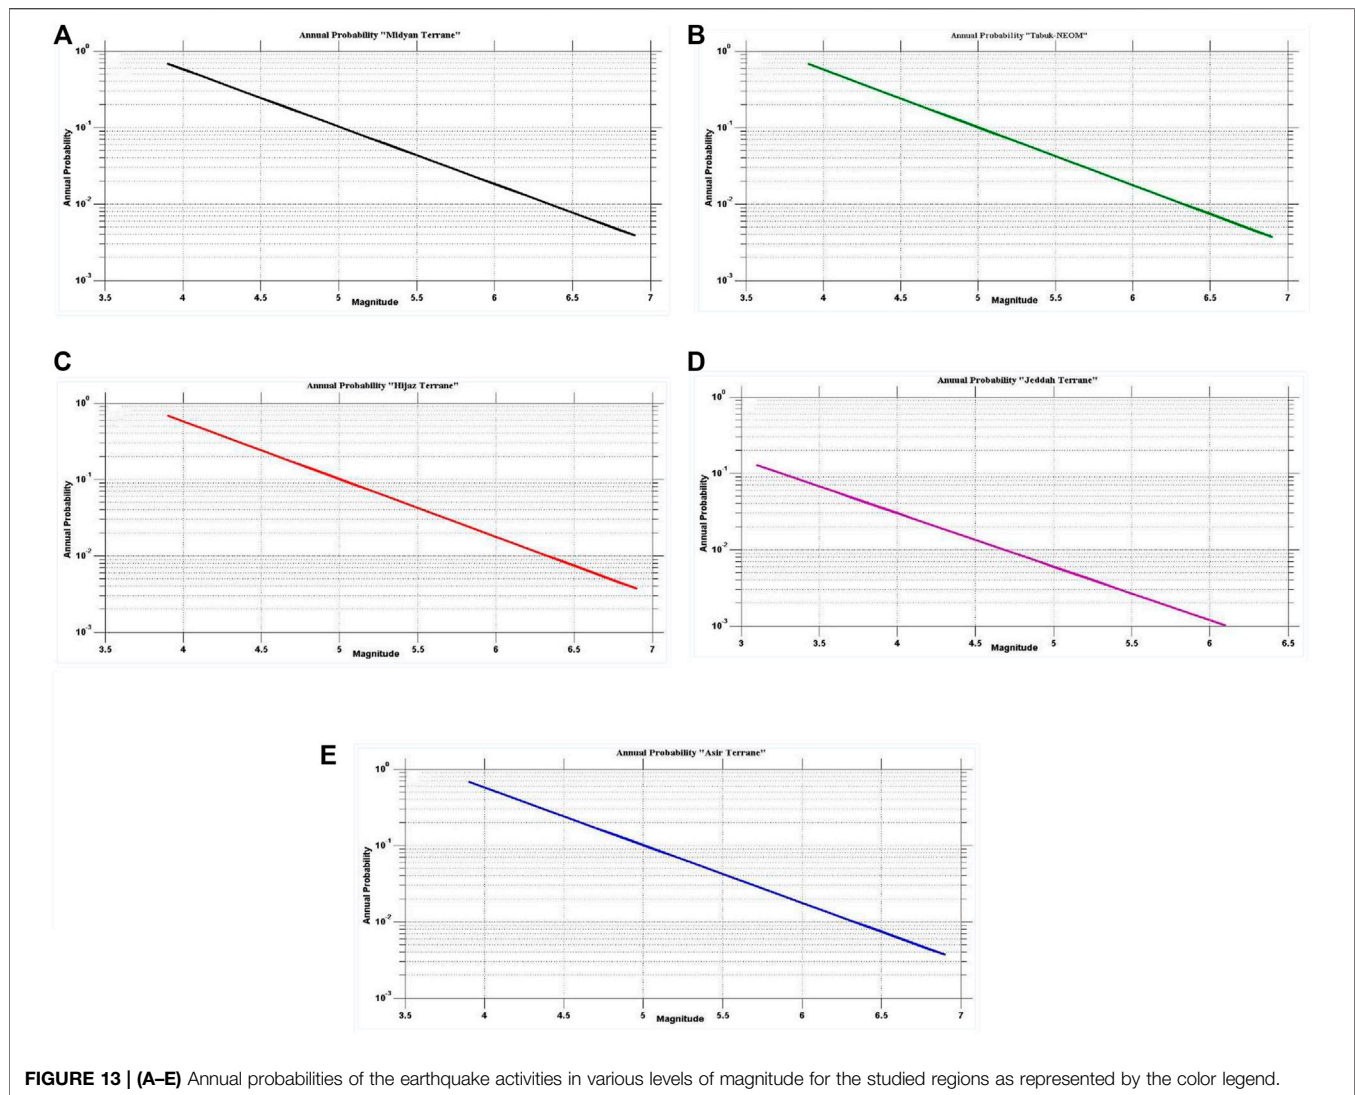 A
Annual Probability "Midyan Terrane"
10^0
10^-1
10^-2
10^-3
Annual Probability
3.5 4 4.5 5 5.5 6 6.5 7
Magnitude
B
Annual Probability "Tabuk-NEOM"
10^0
10^-1
10^-2
10^-3
Annual Probability
3.5 4 4.5 5 5.5 6 6.5 7
Magnitude
C
Annual Probability "Hijaz Terrane"
10^0
10^-1
10^-2
10^-3
Annual Probability
3.5 4 4.5 5 5.5 6 6.5 7
Magnitude
D
Annual Probability "Jeddah Terrane"
10^0
10^-1
10^-2
10^-3
Annual Probability
3 3.5 4 4.5 5 5.5 6 6.5
Magnitude
E
Annual Probability "Asir Terrane"
10^0
10^-1
10^-2
10^-3
Annual Probability
3.5 4 4.5 5 5.5 6 6.5 7
Magnitude
FIGURE 13 | (A–E) Annual probabilities of the earthquake activities in various levels of magnitude for the studied regions as represented by the color legend.